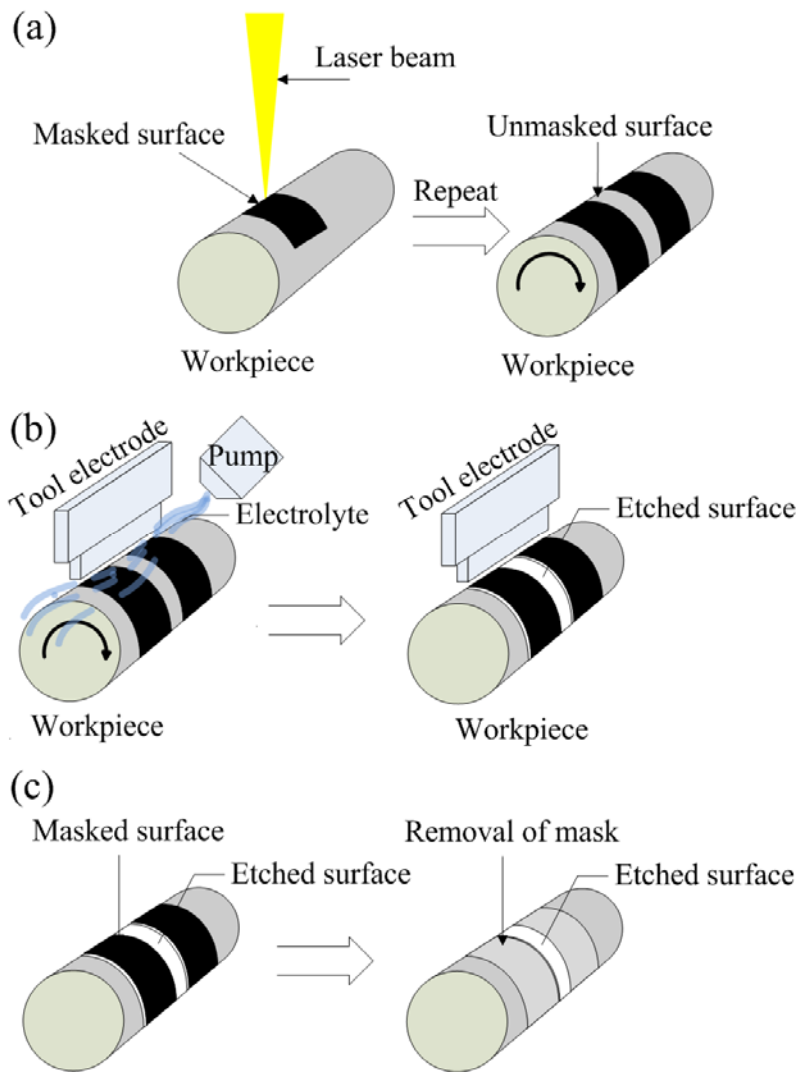 (a)
Laser beam
Masked surface
Unmasked surface
Repeat
Workpiece
Workpiece
(b)
Tool electrode
Pump
Electrolyte
Workpiece
Tool electrode
Etched surface
Workpiece
(c)
Masked surface
Etched surface
Removal of mask
Etched surface